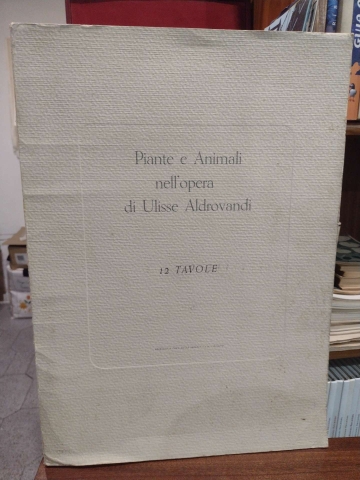 Piante e Animali
nell'opera
di Ulisse Aldrovandi
12 TAVOLE